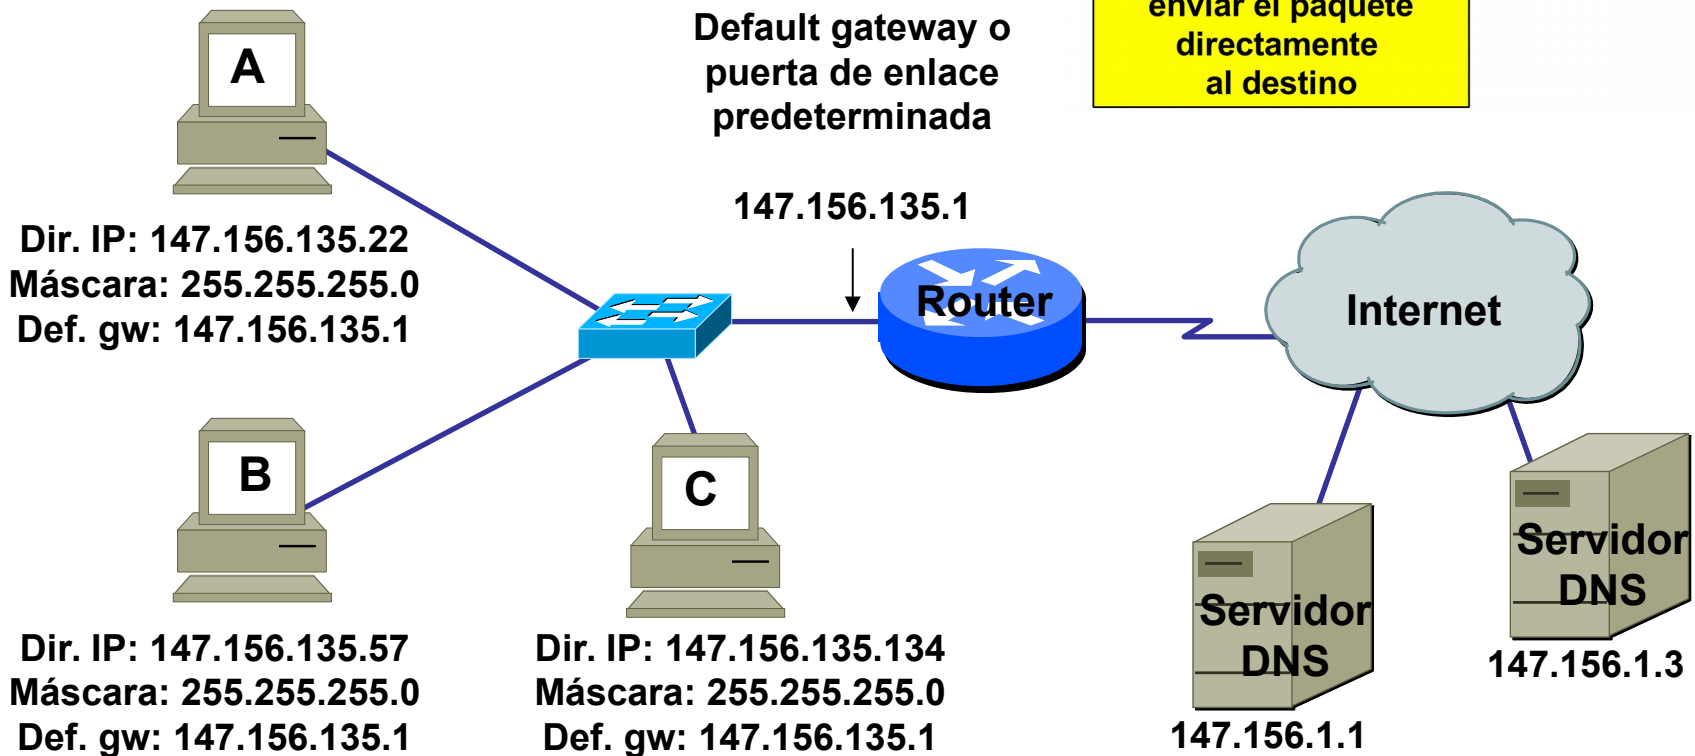 enviar el paquete
directamente
al destino
Default gateway o
puerta de enlace
predeterminada
147.156.135.1
A
Dir. IP: 147.156.135.22
Máscara: 255.255.255.0
Def. gw: 147.156.135.1
Router
Internet
B
Dir. IP: 147.156.135.57
Máscara: 255.255.255.0
Def. gw: 147.156.135.1
C
Dir. IP: 147.156.135.134
Máscara: 255.255.255.0
Def. gw: 147.156.135.1
Servidor
DNS
147.156.1.1
Servidor
DNS
147.156.1.3